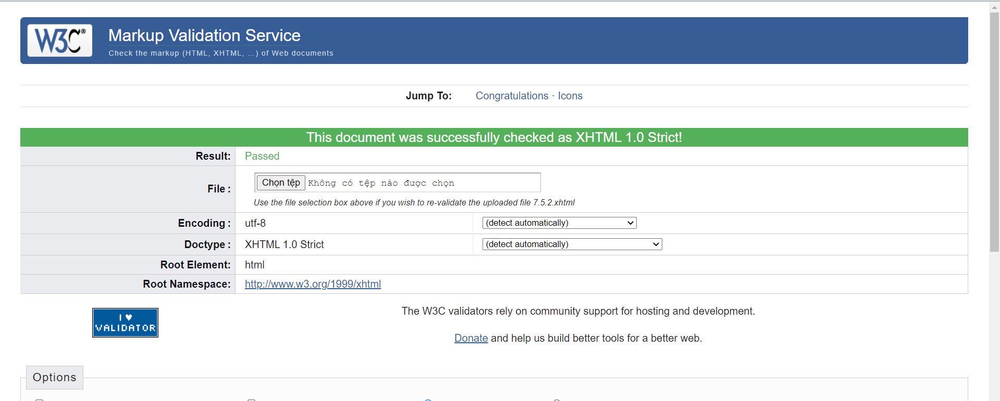 W3C®
Markup Validation Service
Check the markup (HTML, XHTML, ...) of Web documents
Jump To: Congratulations · Icons
This document was successfully checked as XHTML 1.0 Strict!
Result: Passed
File : Chọn tệp Không có tệp nào được chọn
Use the file selection box above if you wish to re-validate the uploaded file 7.5.2.xhtml
Encoding : utf-8 (detect automatically)
Doctype : XHTML 1.0 Strict (detect automatically)
Root Element: html
Root Namespace: http://www.w3.org/1999/xhtml
I ♥
VALIDATOR
The W3C validators rely on community support for hosting and development.
Donate and help us build better tools for a better web.
Options